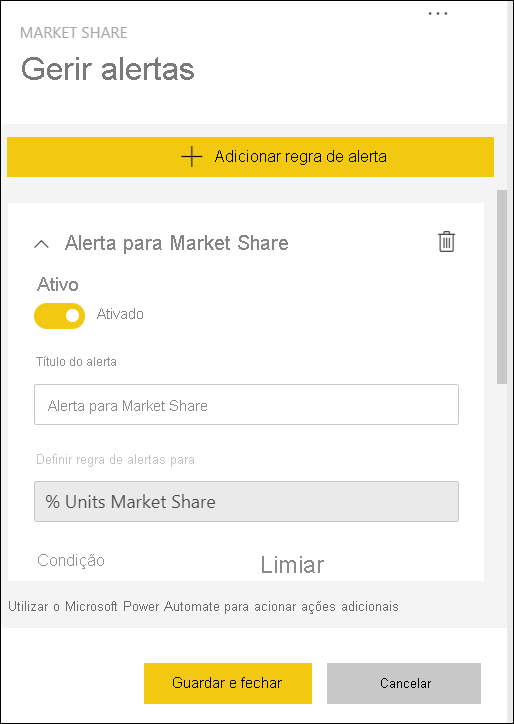 MARKET SHARE
Gerir alertas
Adicionar regra de alerta
Alerta para Market Share
Ativo
Ativado
Título do alerta
Alerta para Market Share
Definir regra de alertas para
% Units Market Share
Condição Limiar
Utilizar o Microsoft Power Automate para acionar ações adicionais
Guardar e fechar Cancelar